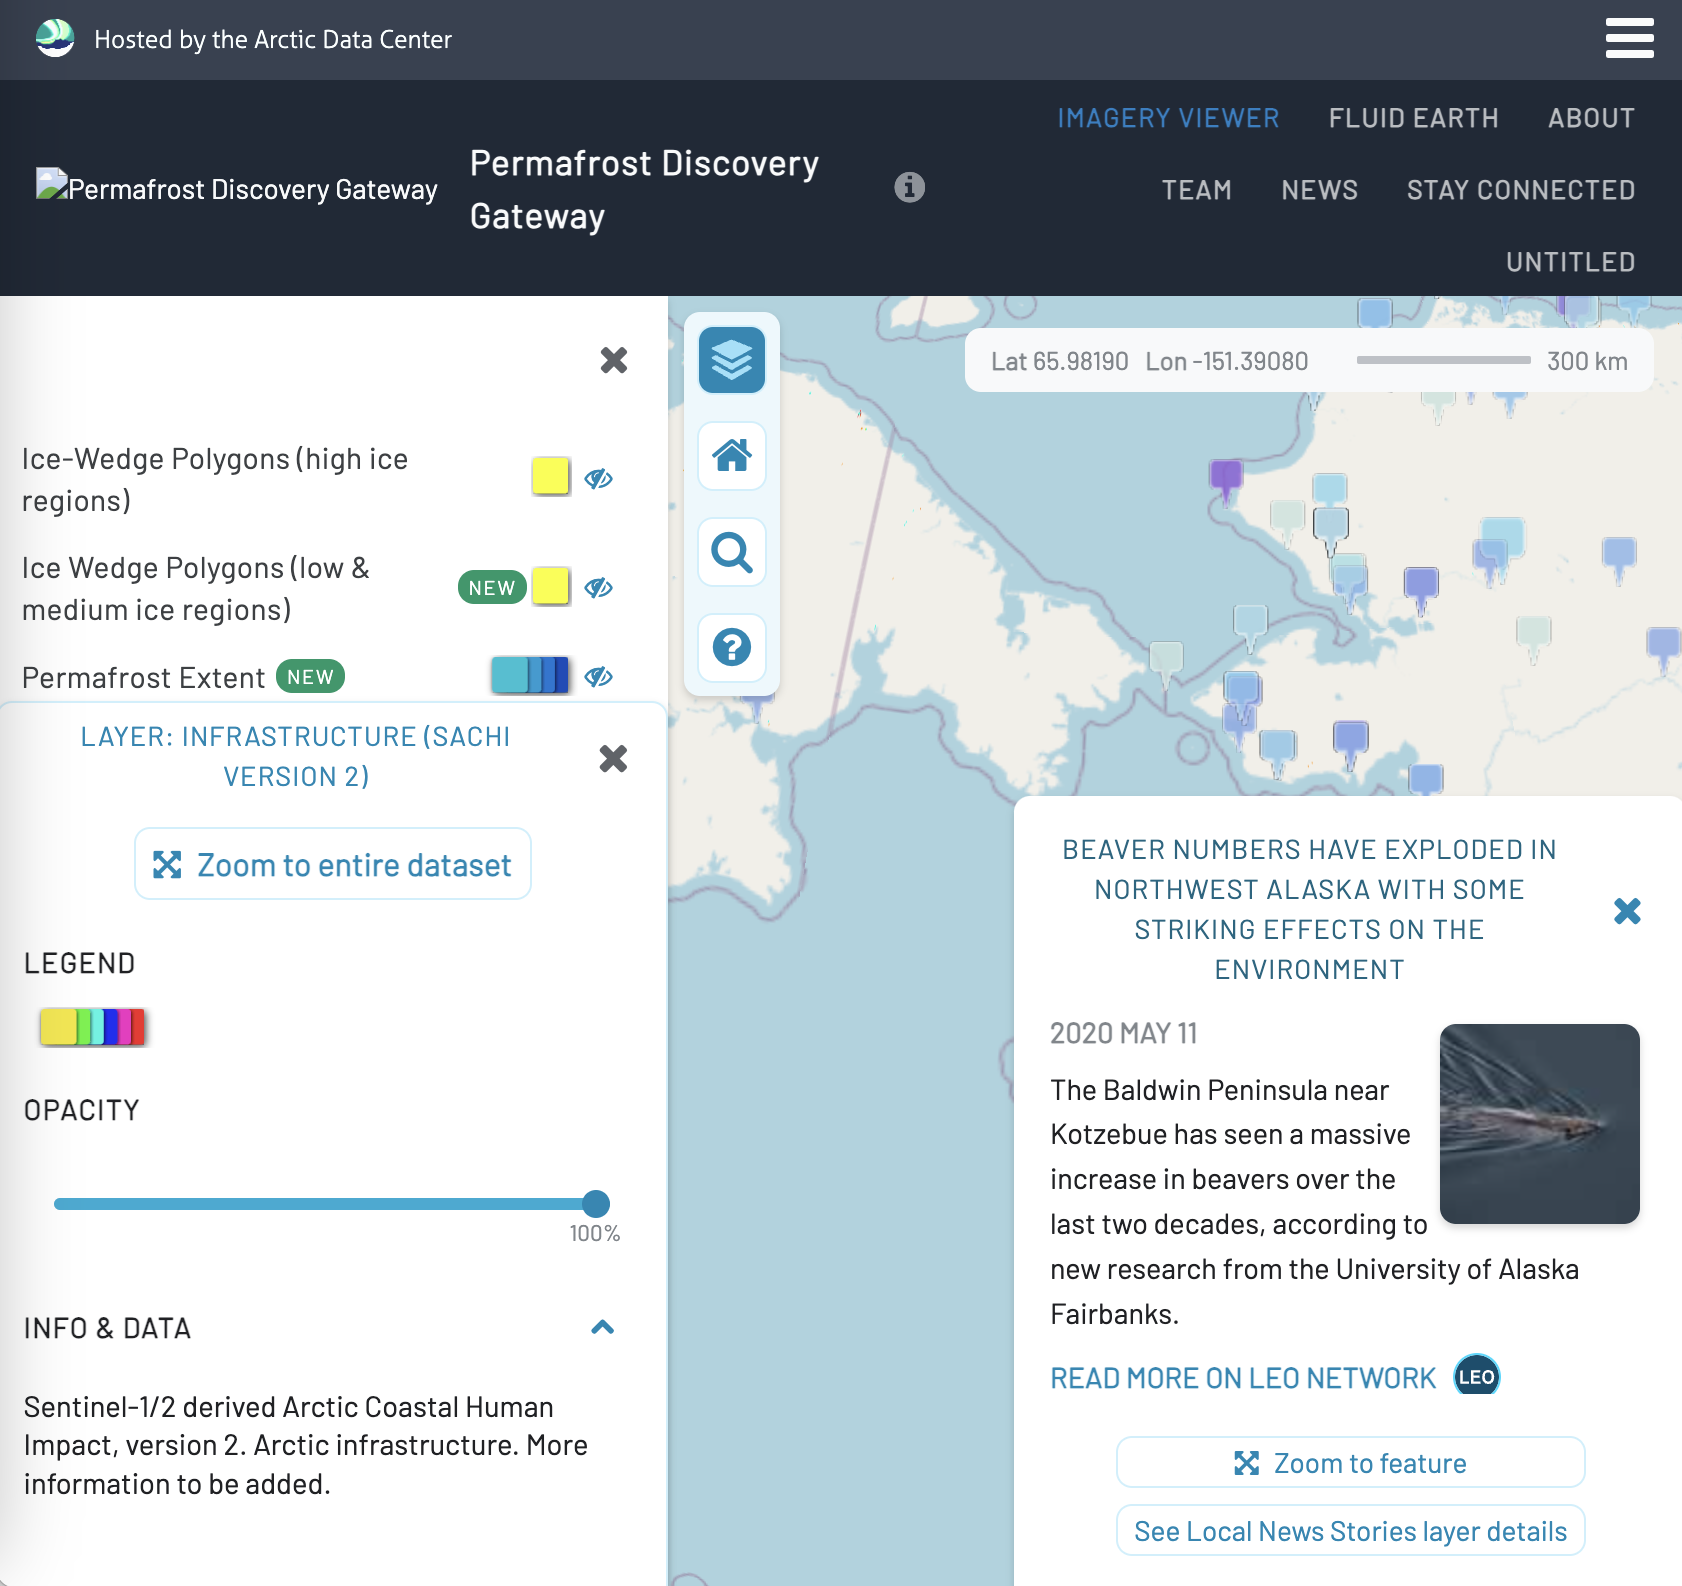 Hosted by the Arctic Data Center
Permafrost Discovery Gateway
Permafrost Discovery
Gateway
IMAGERY VIEWER
FLUID EARTH
ABOUT
TEAM
NEWS
STAY CONNECTED
UNTITLED
Ice-Wedge Polygons (high ice
regions)
Ice Wedge Polygons (low &
medium ice regions)
NEW
Permafrost Extent
NEW
LAYER: INFRASTRUCTURE (SACHI
VERSION 2)
Zoom to entire dataset
LEGEND
OPACITY
100%
INFO & DATA
Sentinel-1/2 derived Arctic Coastal Human
Impact, version 2. Arctic infrastructure. More
information to be added.
Lat 65.98190 Lon -151.39080
300 km
BEAVER NUMBERS HAVE EXPLODED IN
NORTHWEST ALASKA WITH SOME
STRIKING EFFECTS ON THE
ENVIRONMENT
2020 MAY 11
The Baldwin Peninsula near
Kotzebue has seen a massive
increase in beavers over the
last two decades, according to
new research from the University of Alaska
Fairbanks.
READ MORE ON LEO NETWORK
LEO
Zoom to feature
See Local News Stories layer details